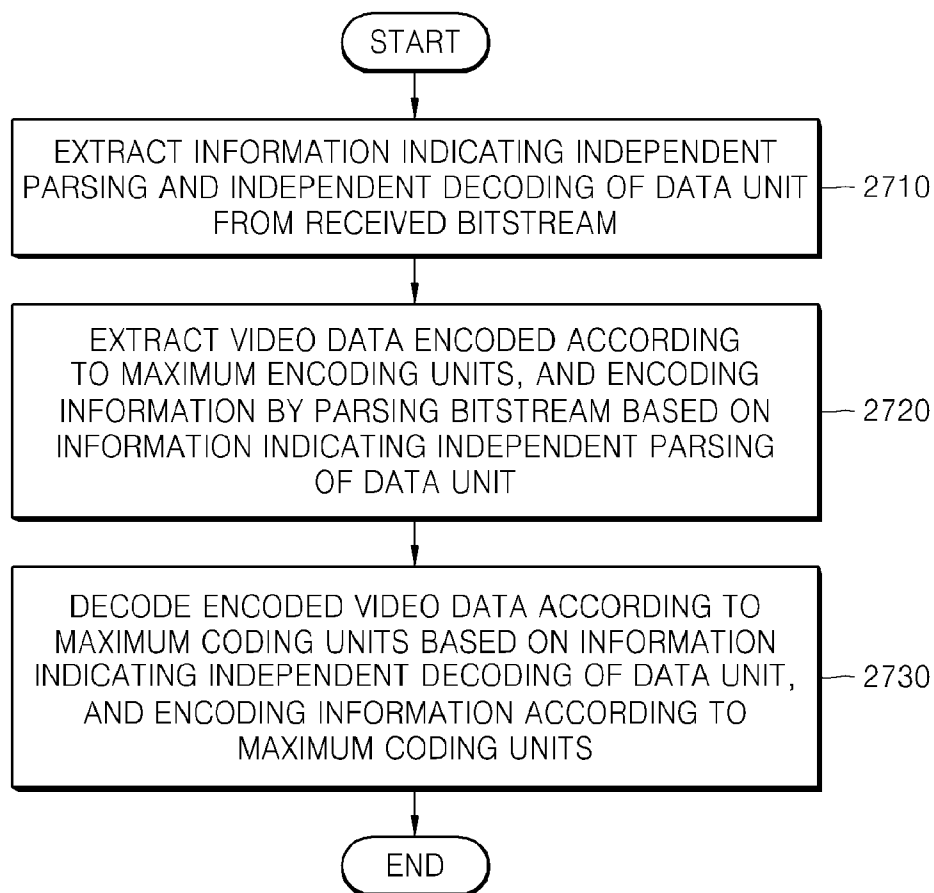 START
EXTRACT INFORMATION INDICATING INDEPENDENT
PARSING AND INDEPENDENT DECODING OF DATA UNIT
FROM RECEIVED BITSTREAM
2710
EXTRACT VIDEO DATA ENCODED ACCORDING
TO MAXIMUM ENCODING UNITS, AND ENCODING
INFORMATION BY PARSING BITSTREAM BASED ON
INFORMATION INDICATING INDEPENDENT PARSING
OF DATA UNIT
2720
DECODE ENCODED VIDEO DATA ACCORDING TO
MAXIMUM CODING UNITS BASED ON INFORMATION
INDICATING INDEPENDENT DECODING OF DATA UNIT,
AND ENCODING INFORMATION ACCORDING TO
MAXIMUM CODING UNITS
2730
END